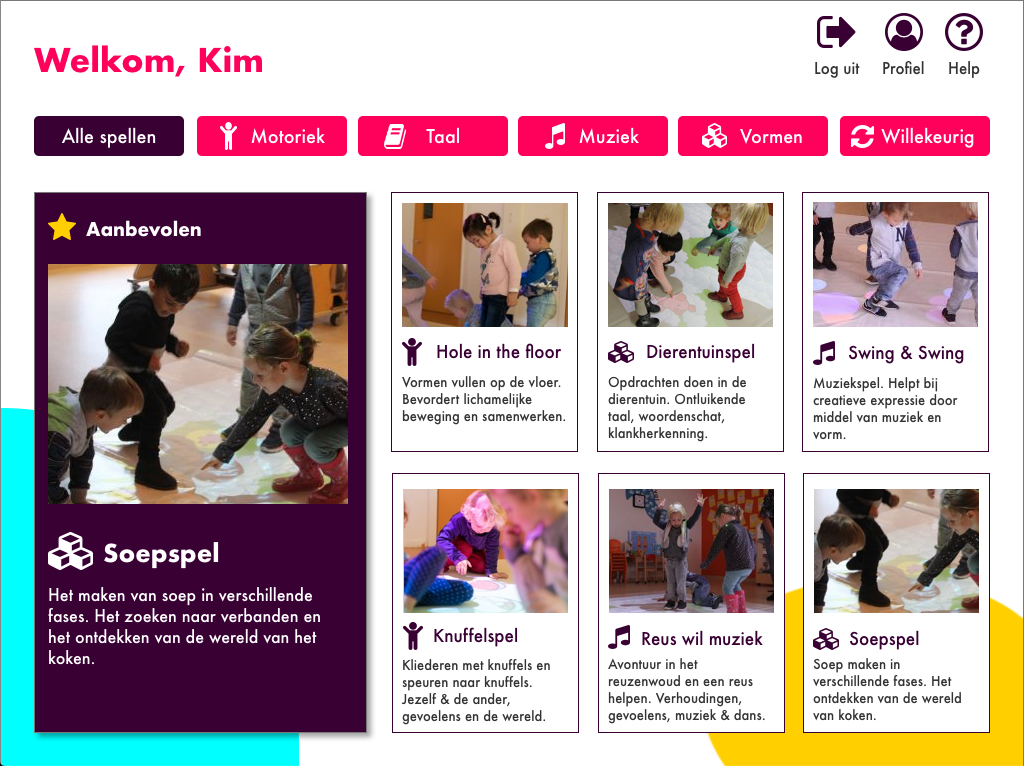 Welkom, Kim
Log uit
Profiel
Help
Alle spellen
Motoriek
Taal
Muziek
Vormen
Willekeurig
Aanbevolen
Soepspel
Het maken van soep in verschillende
fases. Het zoeken naar verbanden en
het ontdekken van de wereld van het
koken.
Hole in the floor
Vormen vullen op de vloer.
Bevordert lichamelijke
beweging en samenwerken.
Dierentuinspel
Opdrachten doen in de
dierentuin. Ontluikende
taal, woordenschat,
klankherkenning.
Swing & Swing
Muziekspel. Helpt bij
creatieve expressie door
middel van muziek en
vorm.
Knuffelspel
Kliederen met knuffels en
speuren naar knuffels.
Jezelf & de ander,
gevoelens en de wereld.
Reus wil muziek
Avontuur in het
reuzenwoud en een reus
helpen. Verhoudingen,
gevoelens, muziek & dans.
Soepspel
Soep maken in
verschillende fases. Het
ontdekken van de wereld
van koken.